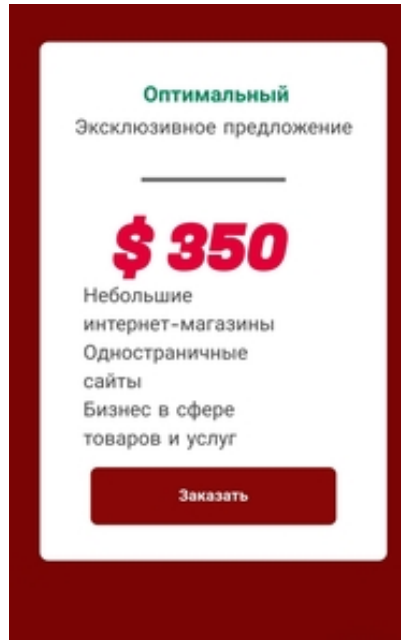 Оптимальный
Эксклюзивное предложение
$ 350
Небольшие
интернет-магазины
Одностраничные
сайты
Бизнес в сфере
товаров и услуг
Заказать